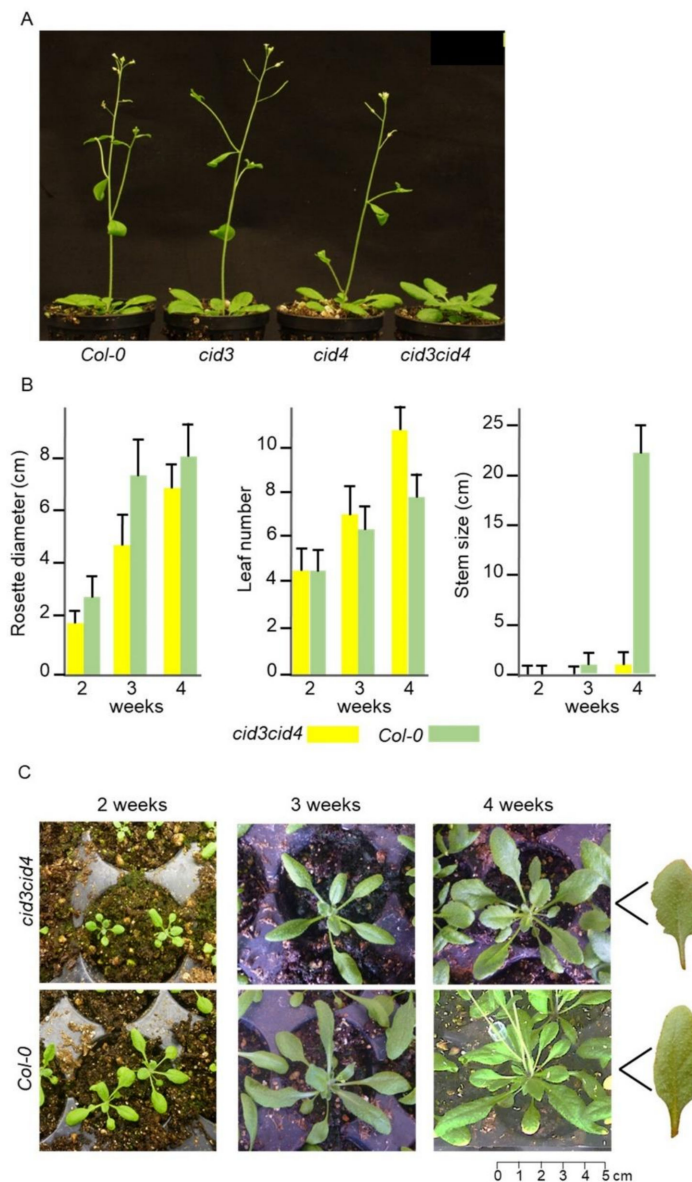 A
Col-0 cid3 cid4 cid3cid4
B
Rosette diameter (cm)
8
6
4
2
0
2 3 4
weeks
Leaf number
10
8
6
4
2
0
2 3 4
weeks
Stem size (cm)
25
20
15
10
5
0
2 3 4
weeks
cid3cid4 Col-0
C
2 weeks 3 weeks 4 weeks
cid3cid4
Col-0
0 1 2 3 4 5 cm